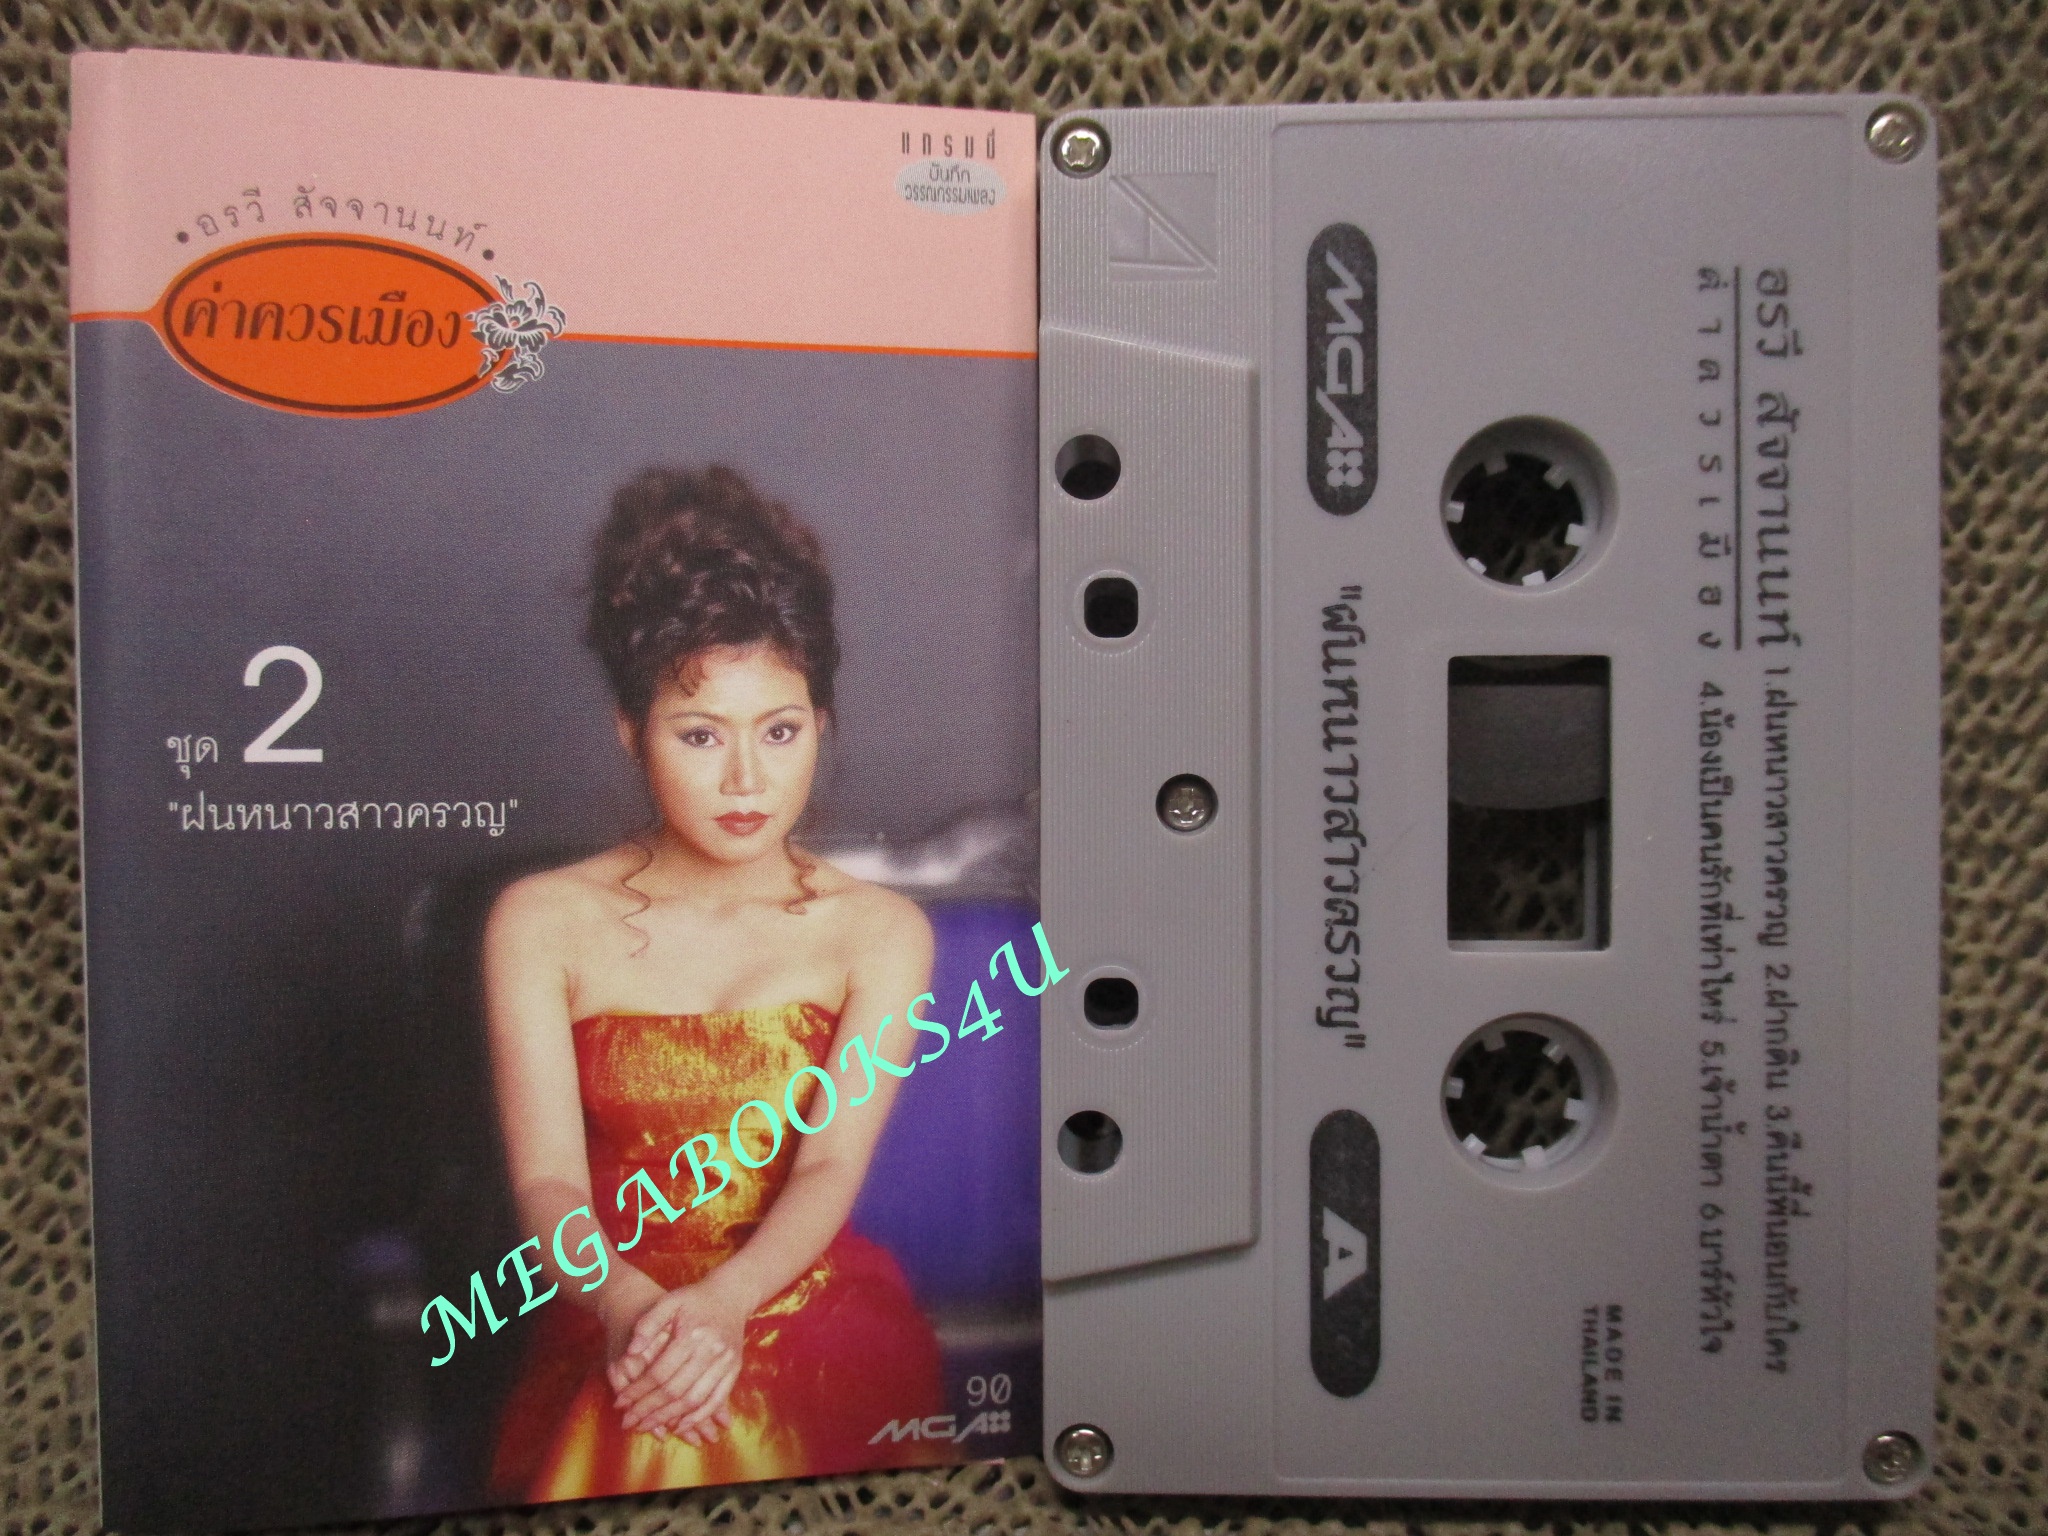 แกรมมี่
บันทึก
วรรณกรรมเพลง
• อรวี สัจจานนท์ •
ค่าควรเมือง
ชุด 2
"ฝนหนาวสาวครวญ"
MEGABOOKS4U
90
MGA
อรวี สัจจานนท์ 1.ฝนหนาวสาวครวญ 2.ฝากดิน 3.คืนนี้พี่นอนกับใคร
ค่าควรเมือง 4.น้องเป็นคนรักที่เท่าไหร่ 5.เจ้าน้ำตา 6.บาร์หัวใจ
MADE IN
THAILAND
MGA "ฝนหนาวสาวครวญ" A
A